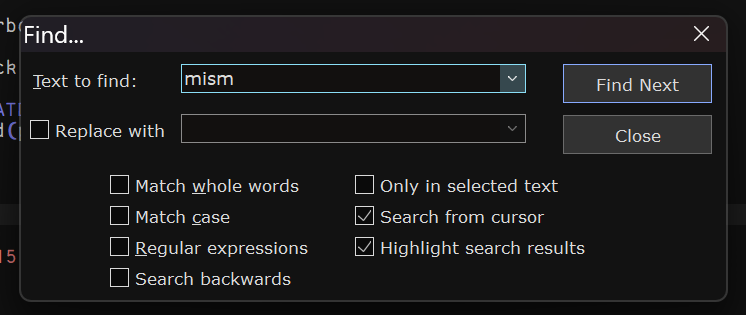 Find...
Text to find:
mism
Find Next
Replace with
Close
Match whole words
Only in selected text
Match case
Search from cursor
Regular expressions
Highlight search results
Search backwards
15